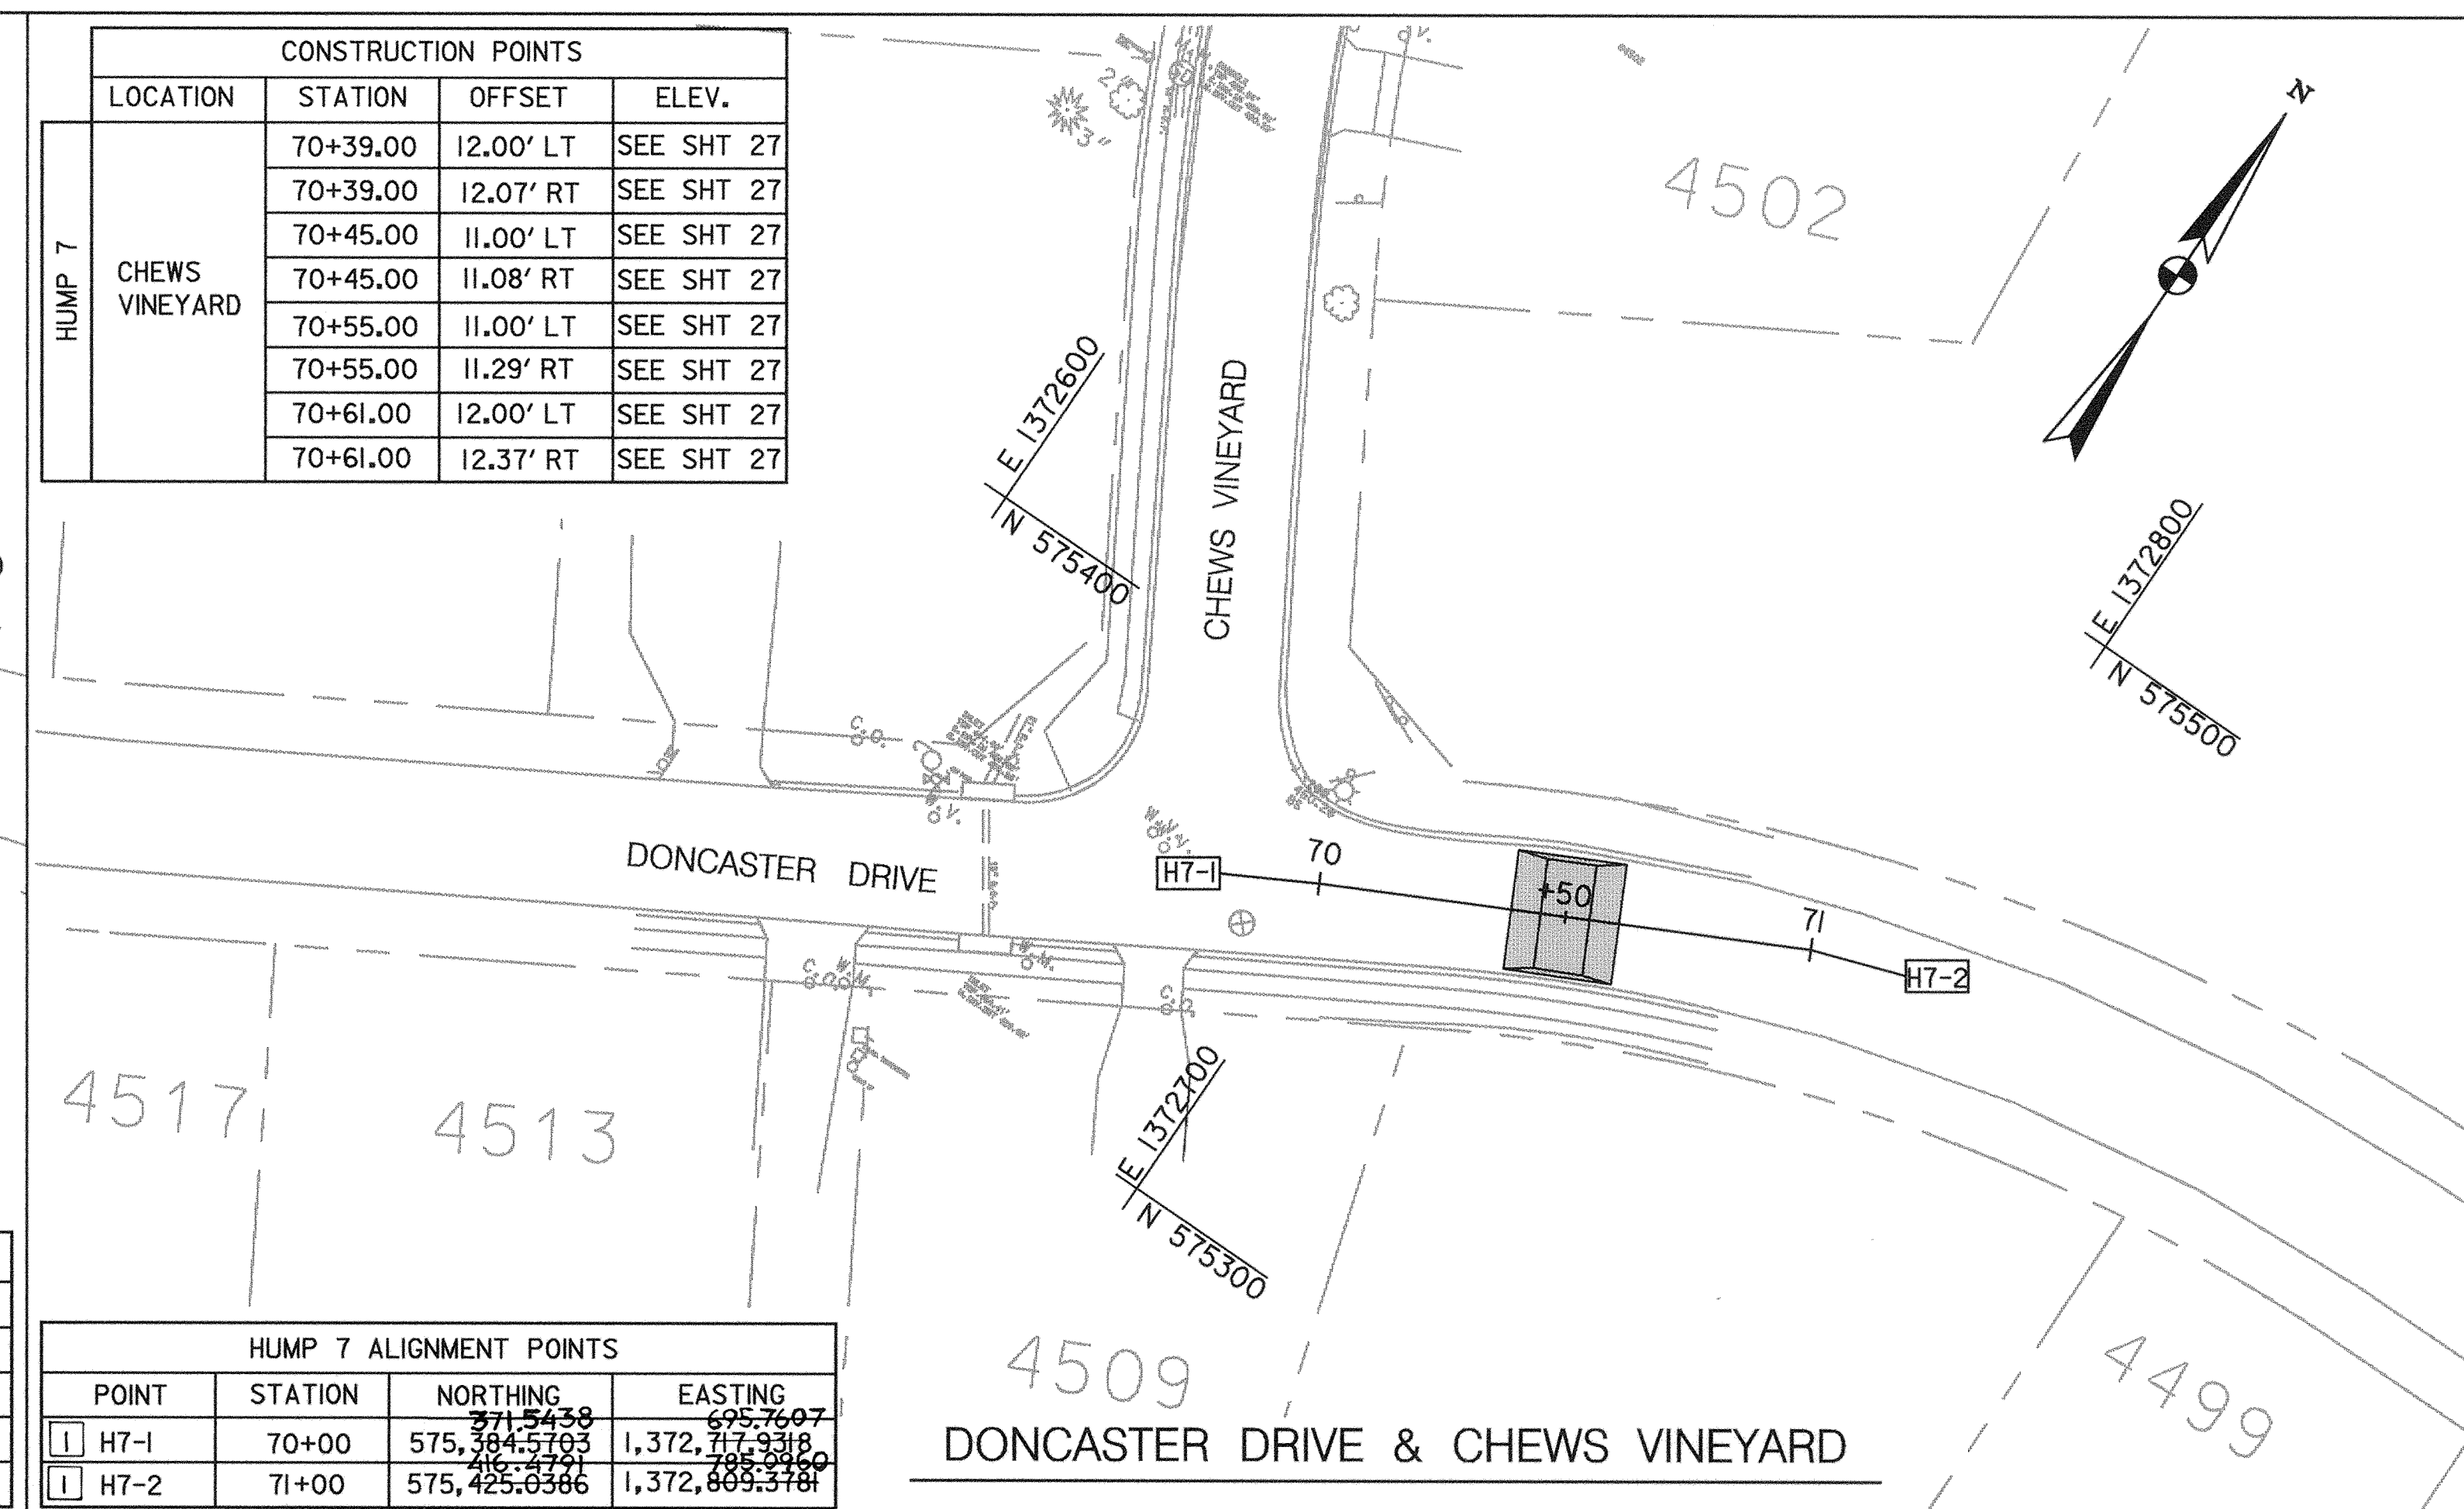 CONSTRUCTION POINTS
LOCATION STATION OFFSET ELEV.
HUMP 7
CHEWS
VINEYARD
70+39.00 12.00' LT SEE SHT 27
70+39.00 12.07' RT SEE SHT 27
70+45.00 11.00' LT SEE SHT 27
70+45.00 11.08' RT SEE SHT 27
70+55.00 11.00' LT SEE SHT 27
70+55.00 11.29' RT SEE SHT 27
70+61.00 12.00' LT SEE SHT 27
70+61.00 12.37' RT SEE SHT 27
2"
3"
4502
N
E 1372600
N 575400
CHEWS VINEYARD
E 1372800
N 575500
C.O.
DONCASTER DRIVE
H7-1
70
+50
71
H7-2
4517
4513
E 1372700
N 575300
4509
4499
HUMP 7 ALIGNMENT POINTS
POINT STATION NORTHING EASTING
371.5438 695.7607
1 H7-1 70+00 575,384.5703 1,372,717.9318
416.4791 785.0960
1 H7-2 71+00 575,425.0386 1,372,809.3781
DONCASTER DRIVE & CHEWS VINEYARD